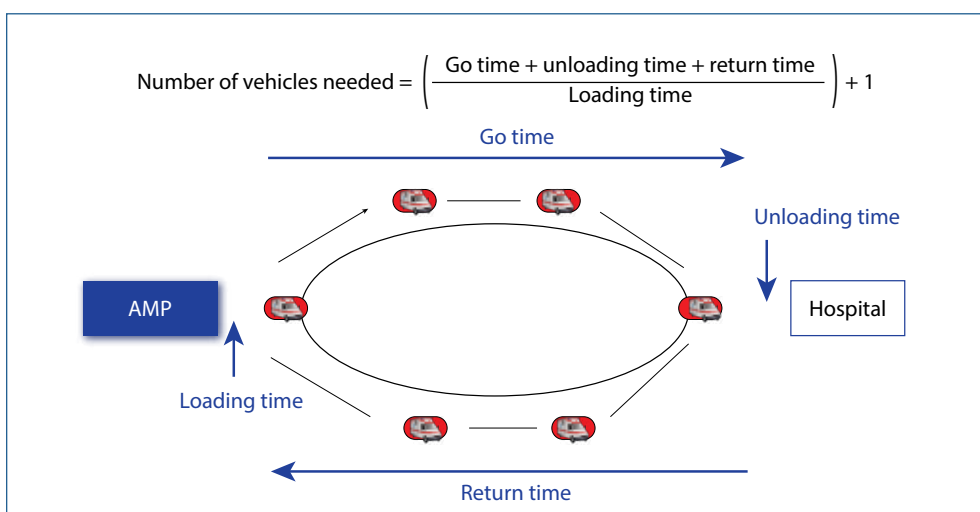 Number of vehicles needed = ( Go time + unloading time + return time / Loading time ) + 1
Go time
Unloading time
AMP
Hospital
Loading time
Return time